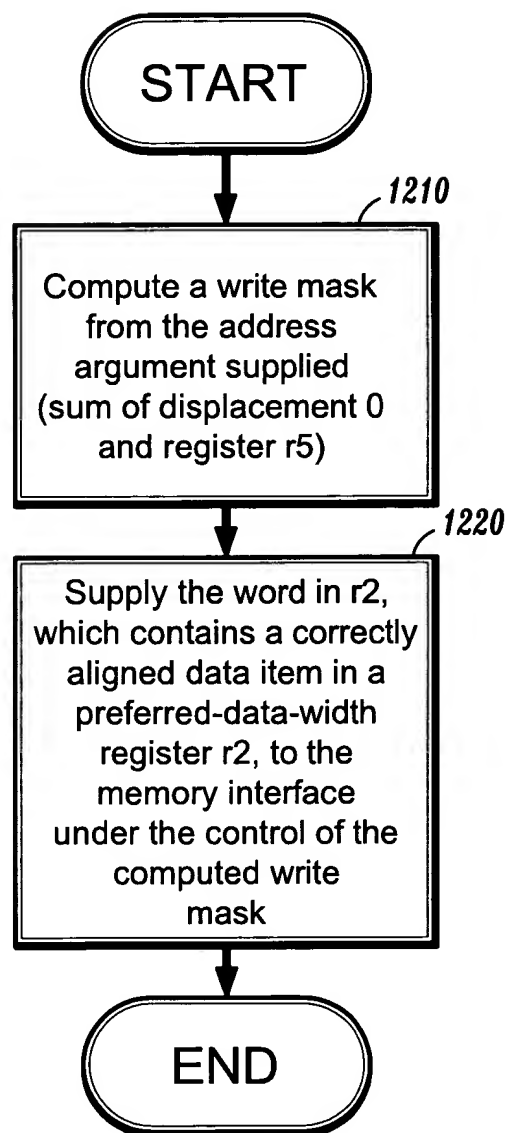 START
1210
Compute a write mask
from the address
argument supplied
(sum of displacement 0
and register r5)
1220
Supply the word in r2,
which contains a correctly
aligned data item in a
preferred-data-width
register r2, to the
memory interface
under the control of the
computed write
mask
END